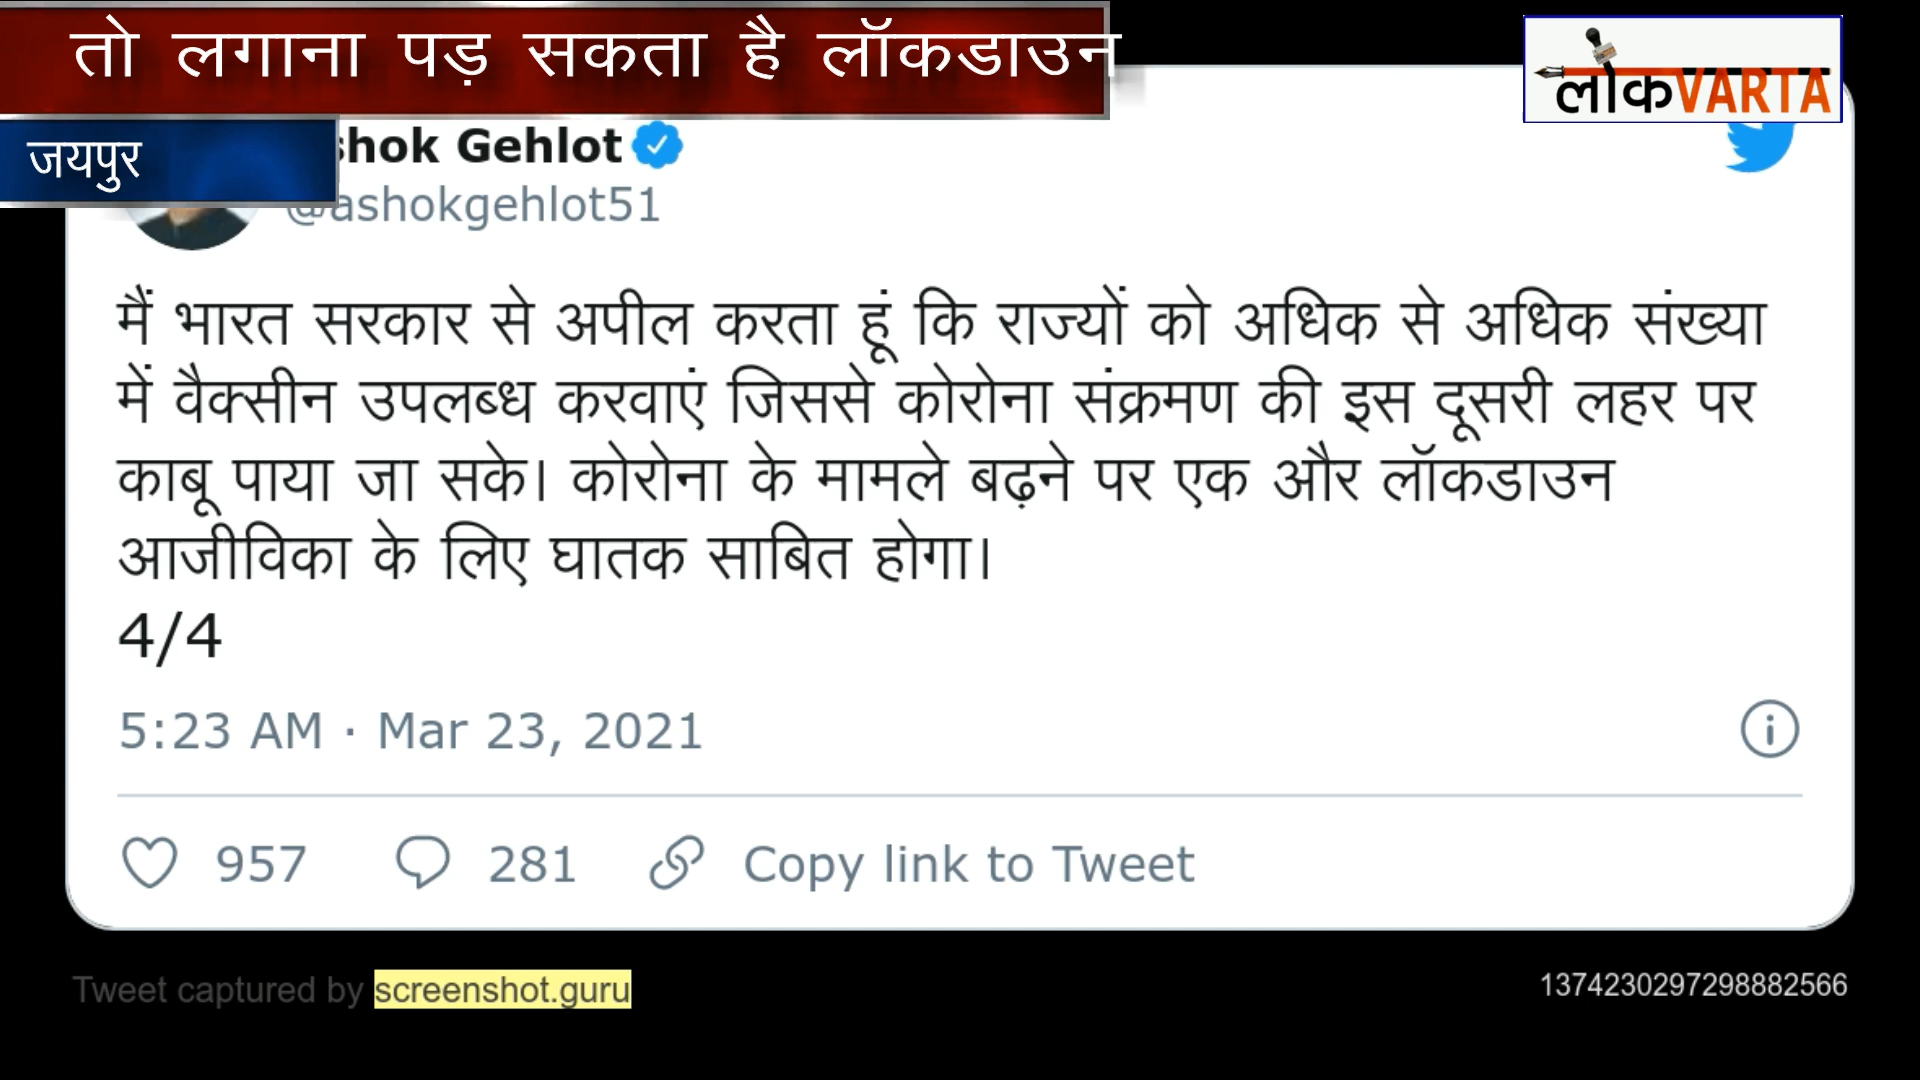 तो लगाना पड़ सकता है लॉकडाउन
लोकVARTA
जयपुर
shok Gehlot
@ashokgehlot51
मैं भारत सरकार से अपील करता हूं कि राज्यों को अधिक से अधिक संख्या
में वैक्सीन उपलब्ध करवाएं जिससे कोरोना संक्रमण की इस दूसरी लहर पर
काबू पाया जा सके। कोरोना के मामले बढ़ने पर एक और लॉकडाउन
आजीविका के लिए घातक साबित होगा।
4/4
5:23 AM · Mar 23, 2021
957 281 Copy link to Tweet
Tweet captured by screenshot.guru
1374230297298882566